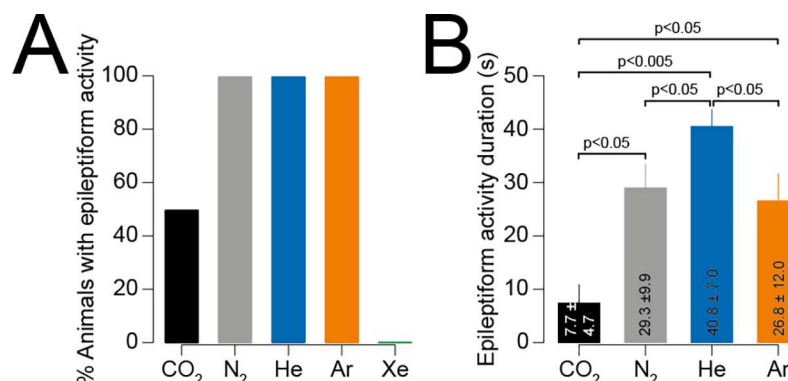 A
% Animals with epileptiform activity
100
80
60
40
20
0
CO₂ N₂ He Ar Xe
B
Epileptiform activity duration (s)
50
40
30
20
10
0
p<0.05
p<0.005
p<0.05 p<0.05
p<0.05
7.7 ±
4.7
29.3 ±9.9
40.8 ± 7.0
26.8 ± 12.0
CO₂ N₂ He Ar